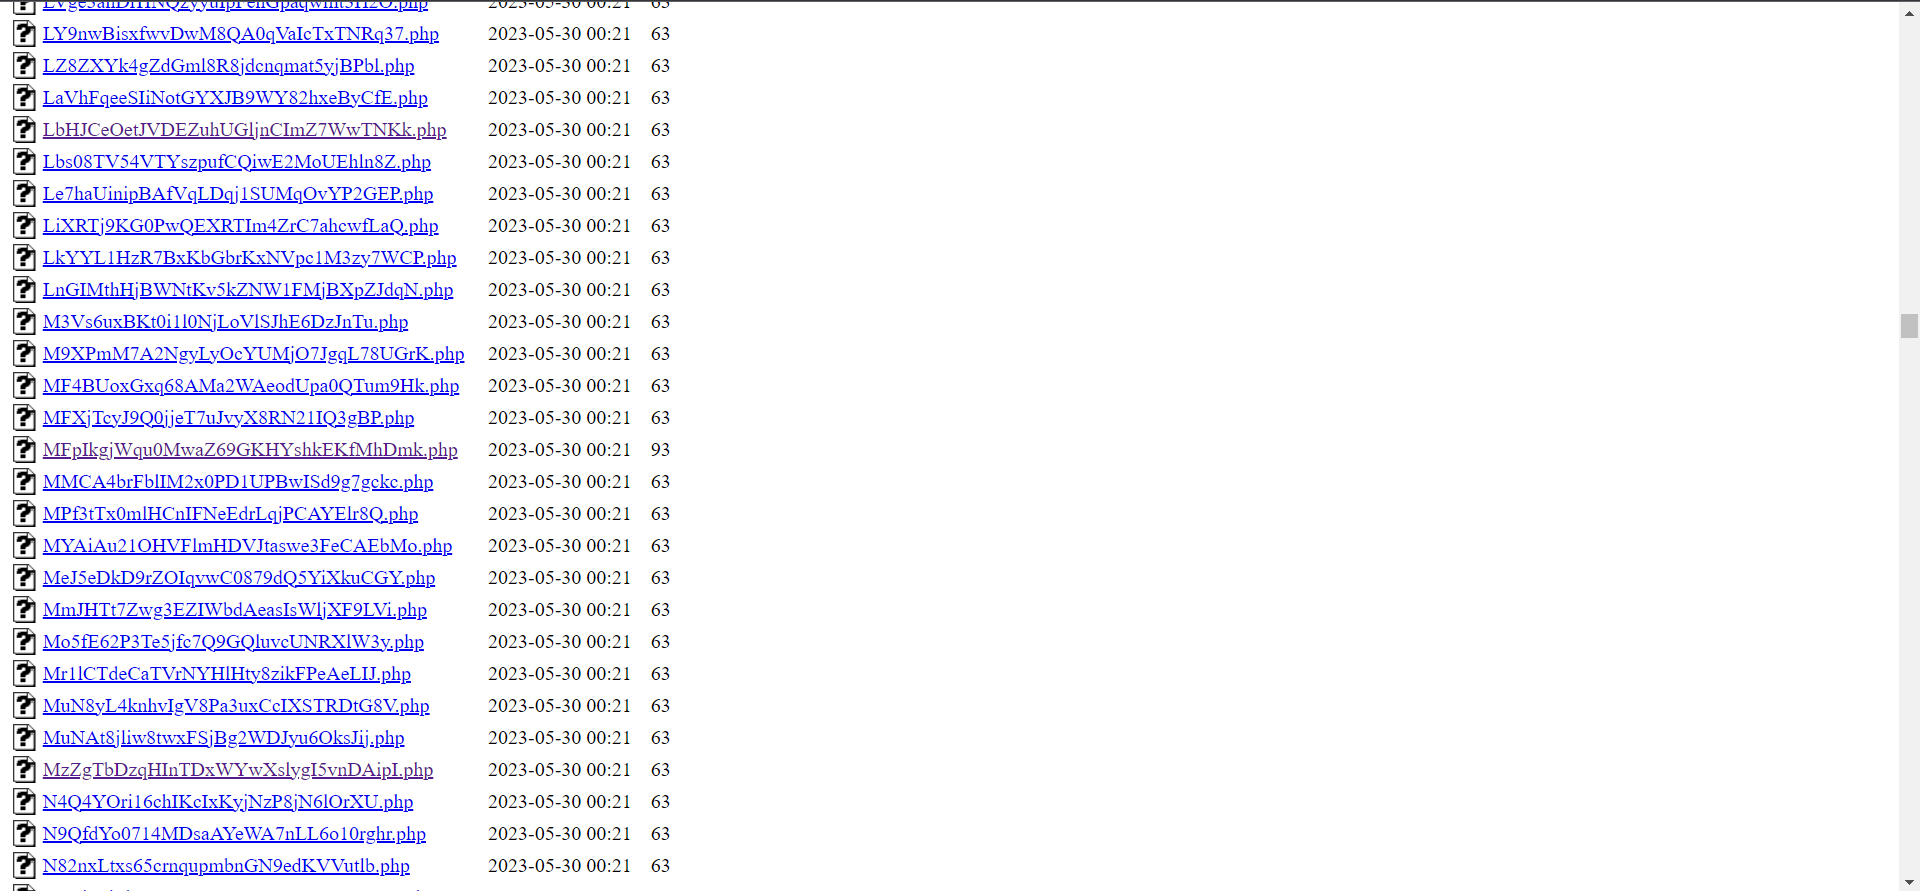 LY9nwBisxfwvDwM8QA0qVaIcTxTNRq37.php 2023-05-30 00:21 63
LZ8ZXYk4gZdGml8R8jdcnqmat5yjBPbl.php 2023-05-30 00:21 63
LaVhFqeeSIiNotGYXJB9WY82hxeByCfE.php 2023-05-30 00:21 63
LbHJCeOetJVDEZuhUGljnCImZ7WwTNKk.php 2023-05-30 00:21 63
Lbs08TV54VTYszpufCQiwE2MoUEhln8Z.php 2023-05-30 00:21 63
Le7haUinipBAfVqLDqj1SUMqOvYP2GEP.php 2023-05-30 00:21 63
LiXRTj9KG0PwQEXRTIm4ZrC7ahcwfLaQ.php 2023-05-30 00:21 63
LkYYL1HzR7BxKbGbrKxNVpc1M3zy7WCP.php 2023-05-30 00:21 63
LnGIMthHjBWNtKv5kZNW1FMjBXpZJdqN.php 2023-05-30 00:21 63
M3Vs6uxBKt0i1l0NjLoVlSJhE6DzJnTu.php 2023-05-30 00:21 63
M9XPmM7A2NgyLyOcYUMjO7JgqL78UGrK.php 2023-05-30 00:21 63
MF4BUoxGxq68AMa2WAeodUpa0QTum9Hk.php 2023-05-30 00:21 63
MFXjTcyJ9Q0jjeT7uJvyX8RN21IQ3gBP.php 2023-05-30 00:21 63
MFpIkgjWqu0MwaZ69GKHYshkEKfMhDmk.php 2023-05-30 00:21 93
MMCA4brFblIM2x0PD1UPBwISd9g7gckc.php 2023-05-30 00:21 63
MPf3tTx0mlHCnIFNeEdrLqjPCAYElr8Q.php 2023-05-30 00:21 63
MYAiAu21OHVFlmHDVJtaswe3FeCAEbMo.php 2023-05-30 00:21 63
MeJ5eDkD9rZOIqvwC0879dQ5YiXkuCGY.php 2023-05-30 00:21 63
MmJHTt7Zwg3EZIWbdAeasIsWljXF9LVi.php 2023-05-30 00:21 63
Mo5fE62P3Te5jfc7Q9GQluvcUNRXlW3y.php 2023-05-30 00:21 63
Mr1lCTdeCaTVrNYHlHty8zikFPeAeLIJ.php 2023-05-30 00:21 63
MuN8yL4knhvIgV8Pa3uxCcIXSTRDtG8V.php 2023-05-30 00:21 63
MuNAt8jliw8twxFSjBg2WDJyu6OksJij.php 2023-05-30 00:21 63
MzZgTbDzqHInTDxWYwXslygI5vnDAipI.php 2023-05-30 00:21 63
N4Q4YOri16chIKcIxKyjNzP8jN6lOrXU.php 2023-05-30 00:21 63
N9QfdYo0714MDsaAYeWA7nLL6o10rghr.php 2023-05-30 00:21 63
N82nxLtxs65crnqupmbnGN9edKVVutlb.php 2023-05-30 00:21 63